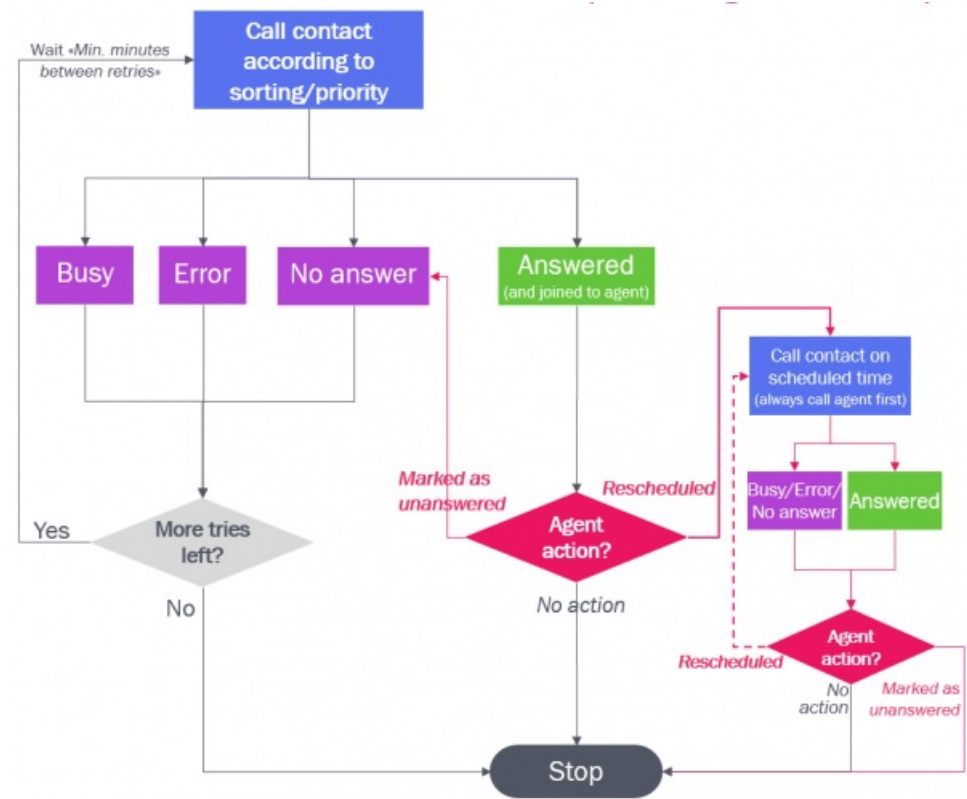 Call contact
according to
sorting/priority
Wait «Min. minutes
between retries»
Busy
Error
No answer
Answered
(and joined to agent)
Call contact on
scheduled time
(always call agent first)
Marked as
unanswered
Rescheduled
Busy/Error/
No answer
Answered
More tries
left?
Yes
No
Agent
action?
No action
Agent
action?
Rescheduled
No
action
Marked as
unanswered
Stop